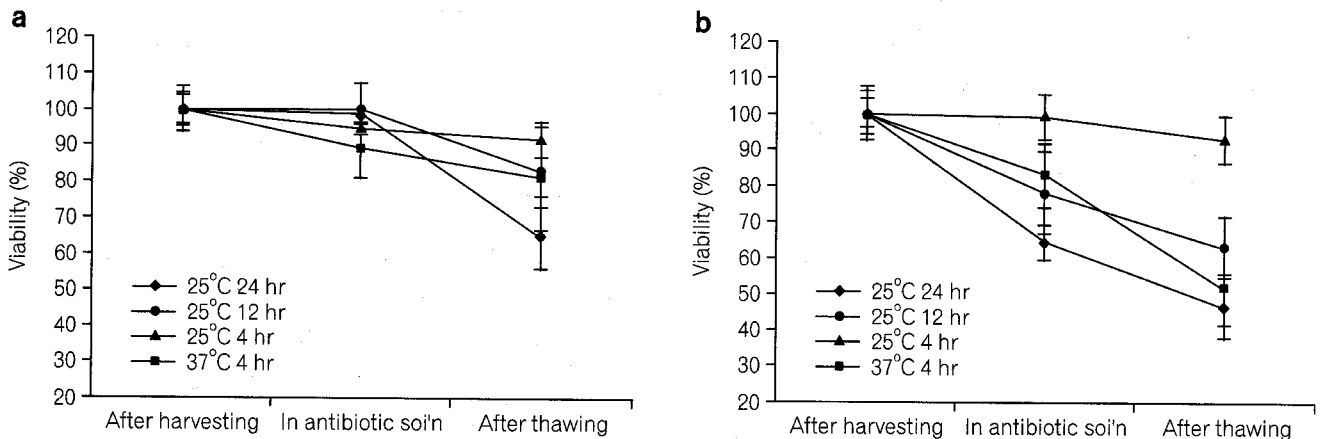 a
120
110
100
90
80
70
60
50
40
30
20
Viability (%)
25°C 24 hr
25°C 12 hr
25°C 4 hr
37°C 4 hr
After harvesting
In antibiotic soi'n
After thawing
b
120
110
100
90
80
70
60
50
40
30
20
Viability (%)
25°C 24 hr
25°C 12 hr
25°C 4 hr
37°C 4 hr
After harvesting
In antibiotic soi'n
After thawing